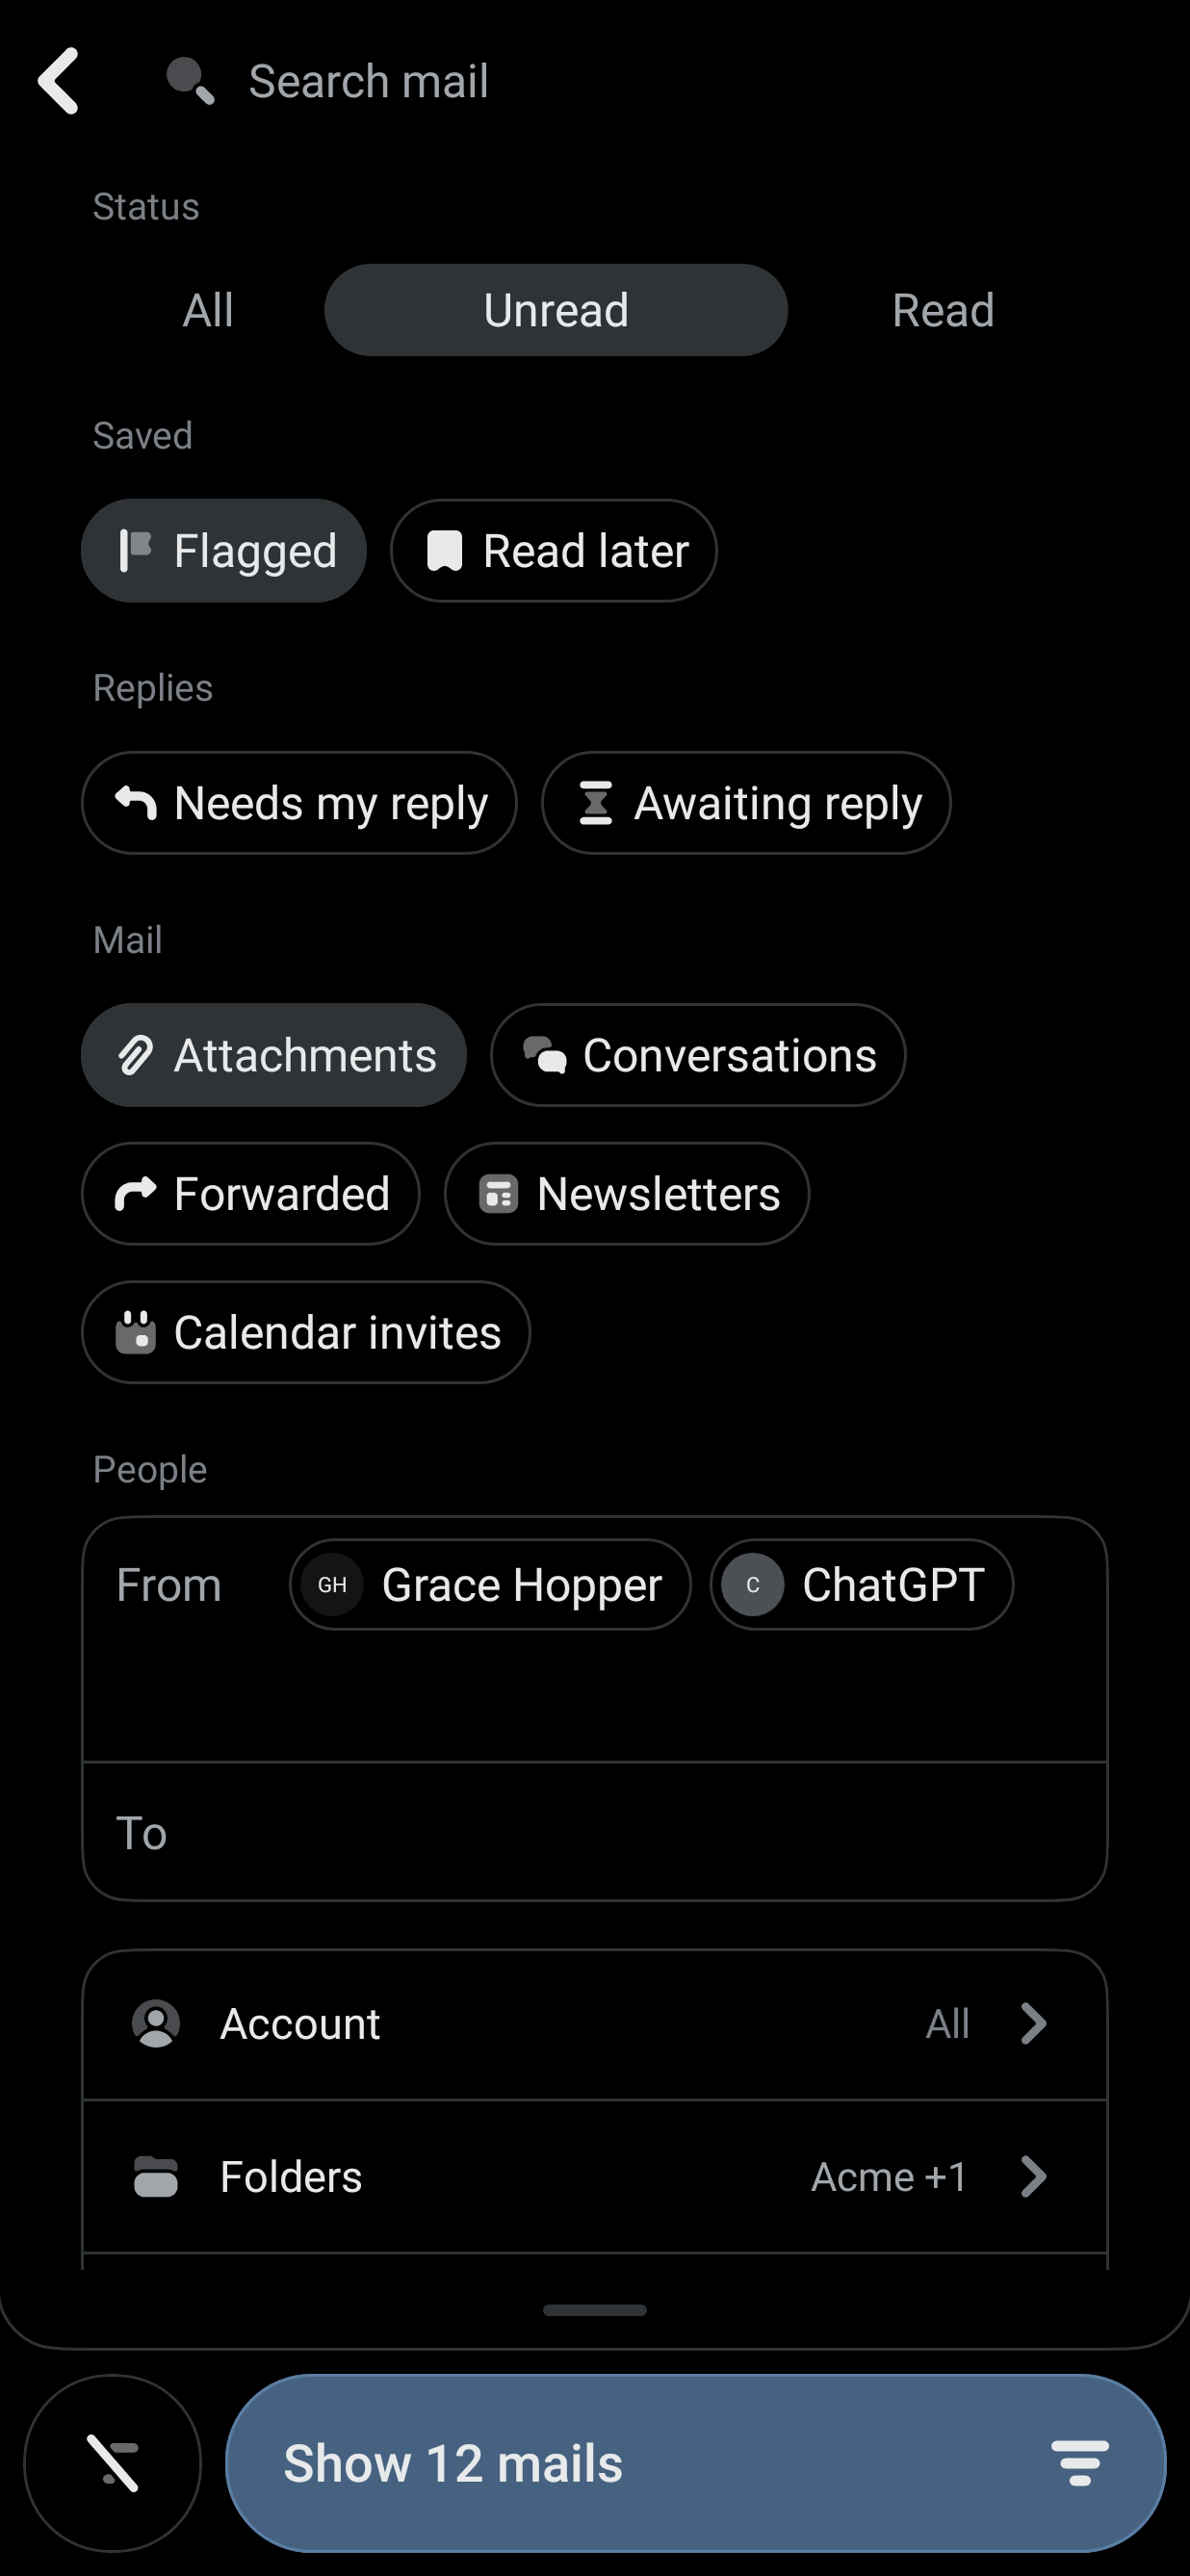 Search mail
Status
All Unread Read
Saved
Flagged Read later
Replies
Needs my reply Awaiting reply
Mail
Attachments Conversations
Forwarded Newsletters
Calendar invites
People
From GH Grace Hopper C ChatGPT
To
Account All
Folders Acme +1
Show 12 mails